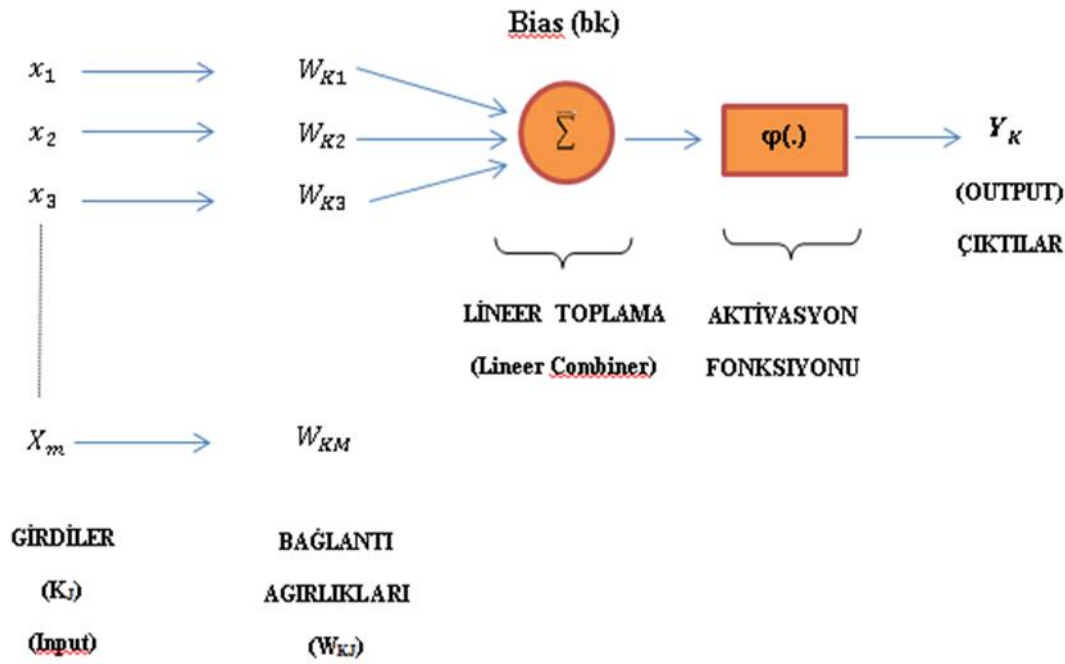 Bias (bk)
x₁ W_K1
x₂ W_K2
x₃ W_K3
∑
φ(.)
Y_K
(OUTPUT)
ÇIKTILAR
LİNEER TOPLAMA
(Lineer Combiner)
AKTİVASYON
FONKSIYONU
X_m W_KM
GİRDİLER
(K_J)
(Input)
BAĞLANTI
AGIRLIKLARI
(W_KJ)